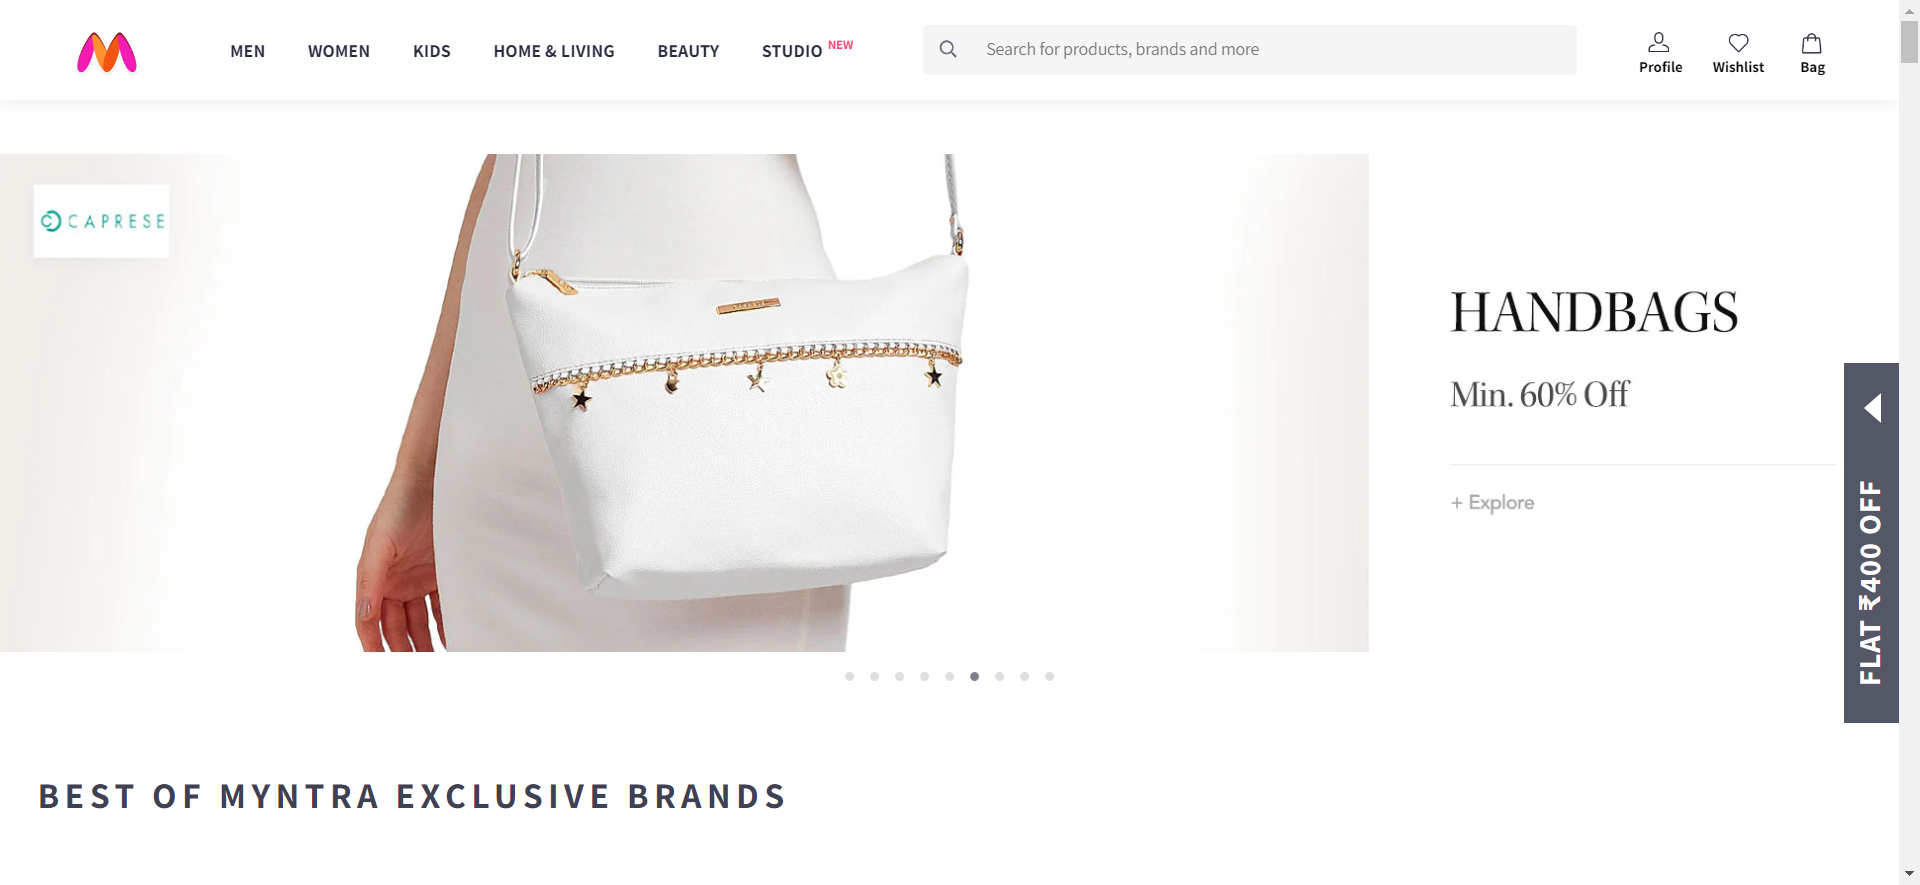 MEN
WOMEN
KIDS
HOME & LIVING
BEAUTY
STUDIO NEW
Search for products, brands and more
Profile
Wishlist
Bag
CAPRESE
HANDBAGS
Min. 60% Off
+ Explore
FLAT ₹400 OFF
BEST OF MYNTRA EXCLUSIVE BRANDS